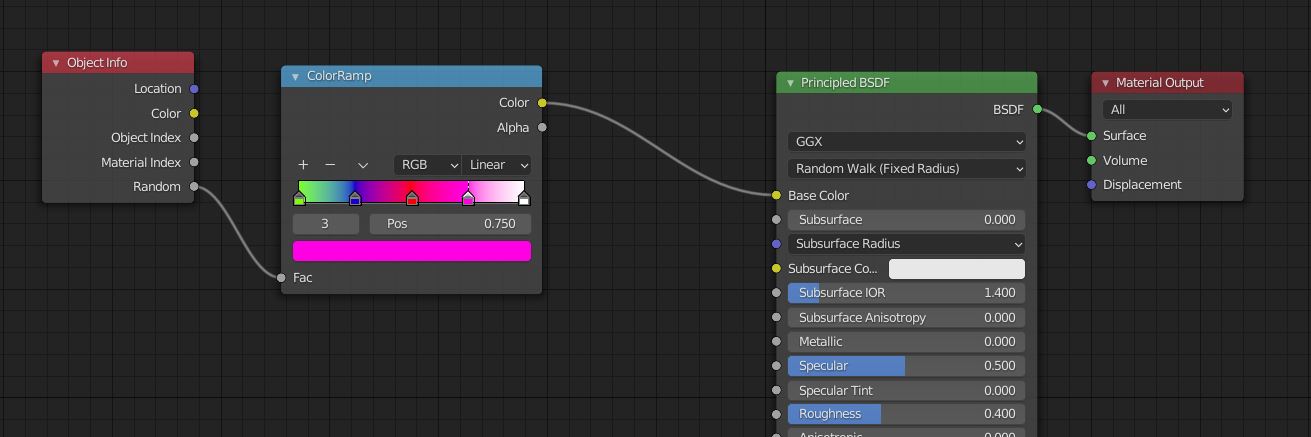 Object Info
Location
Color
Object Index
Material Index
Random
ColorRamp
Color
Alpha
+ − RGB Linear
3 Pos 0.750
Fac
Principled BSDF
BSDF
GGX
Random Walk (Fixed Radius)
Base Color
Subsurface 0.000
Subsurface Radius
Subsurface Co...
Subsurface IOR 1.400
Subsurface Anisotropy 0.000
Metallic 0.000
Specular 0.500
Specular Tint 0.000
Roughness 0.400
Anisotropic 0.000
Material Output
All
Surface
Volume
Displacement